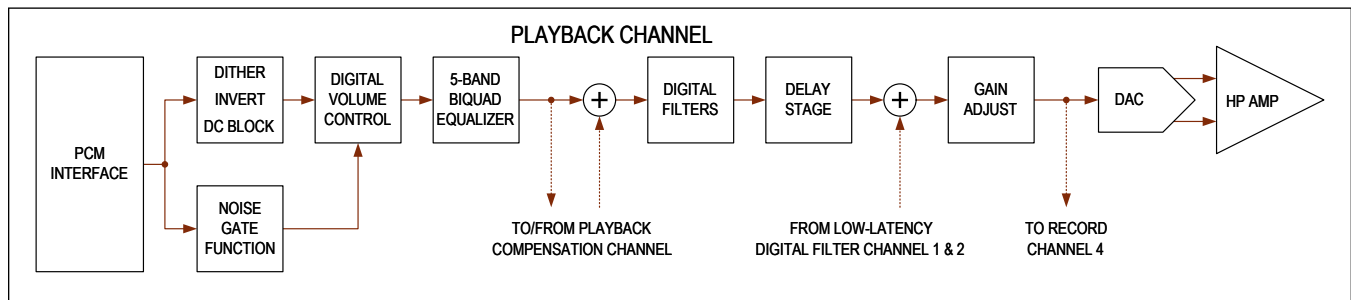 PLAYBACK CHANNEL
PCM
INTERFACE
DITHER
INVERT
DC BLOCK
NOISE
GATE
FUNCTION
DIGITAL
VOLUME
CONTROL
5-BAND
BIQUAD
EQUALIZER
+
TO/FROM PLAYBACK
COMPENSATION CHANNEL
DIGITAL
FILTERS
DELAY
STAGE
+
FROM LOW-LATENCY
DIGITAL FILTER CHANNEL 1 & 2
GAIN
ADJUST
TO RECORD
CHANNEL 4
DAC
HP AMP